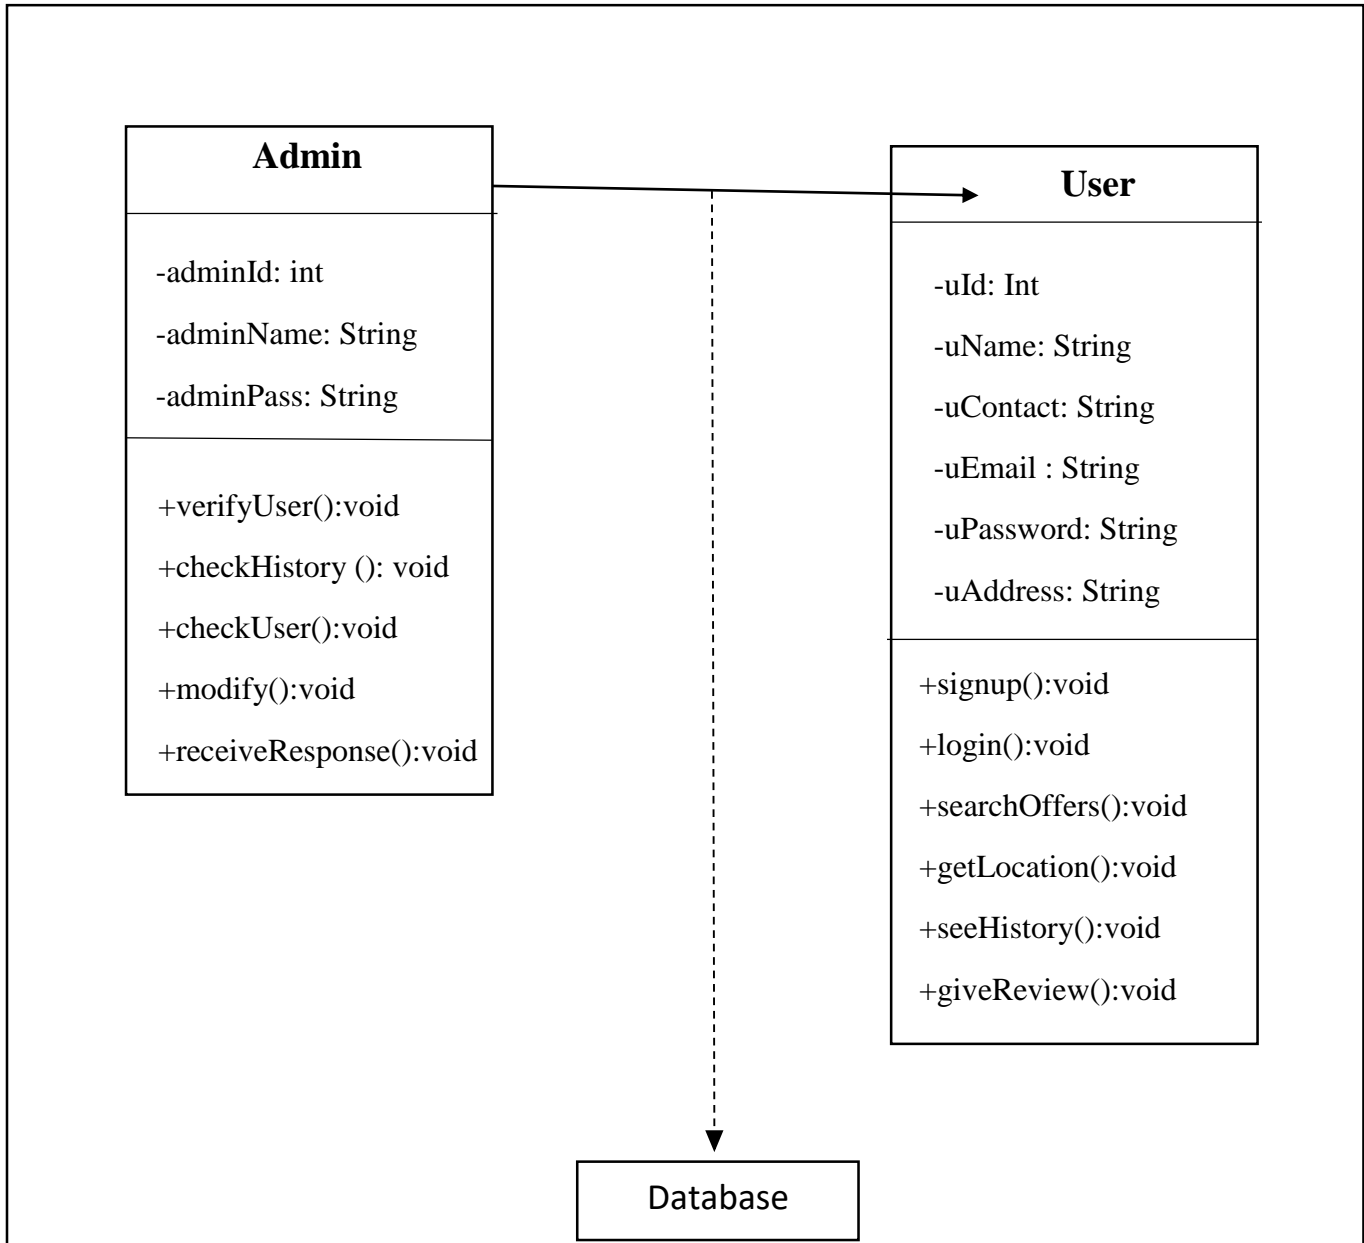 Admin
-adminId: int
-adminName: String
-adminPass: String
+verifyUser():void
+checkHistory (): void
+checkUser():void
+modify():void
+receiveResponse():void
User
-uId: Int
-uName: String
-uContact: String
-uEmail : String
-uPassword: String
-uAddress: String
+signup():void
+login():void
+searchOffers():void
+getLocation():void
+seeHistory():void
+giveReview():void
Database